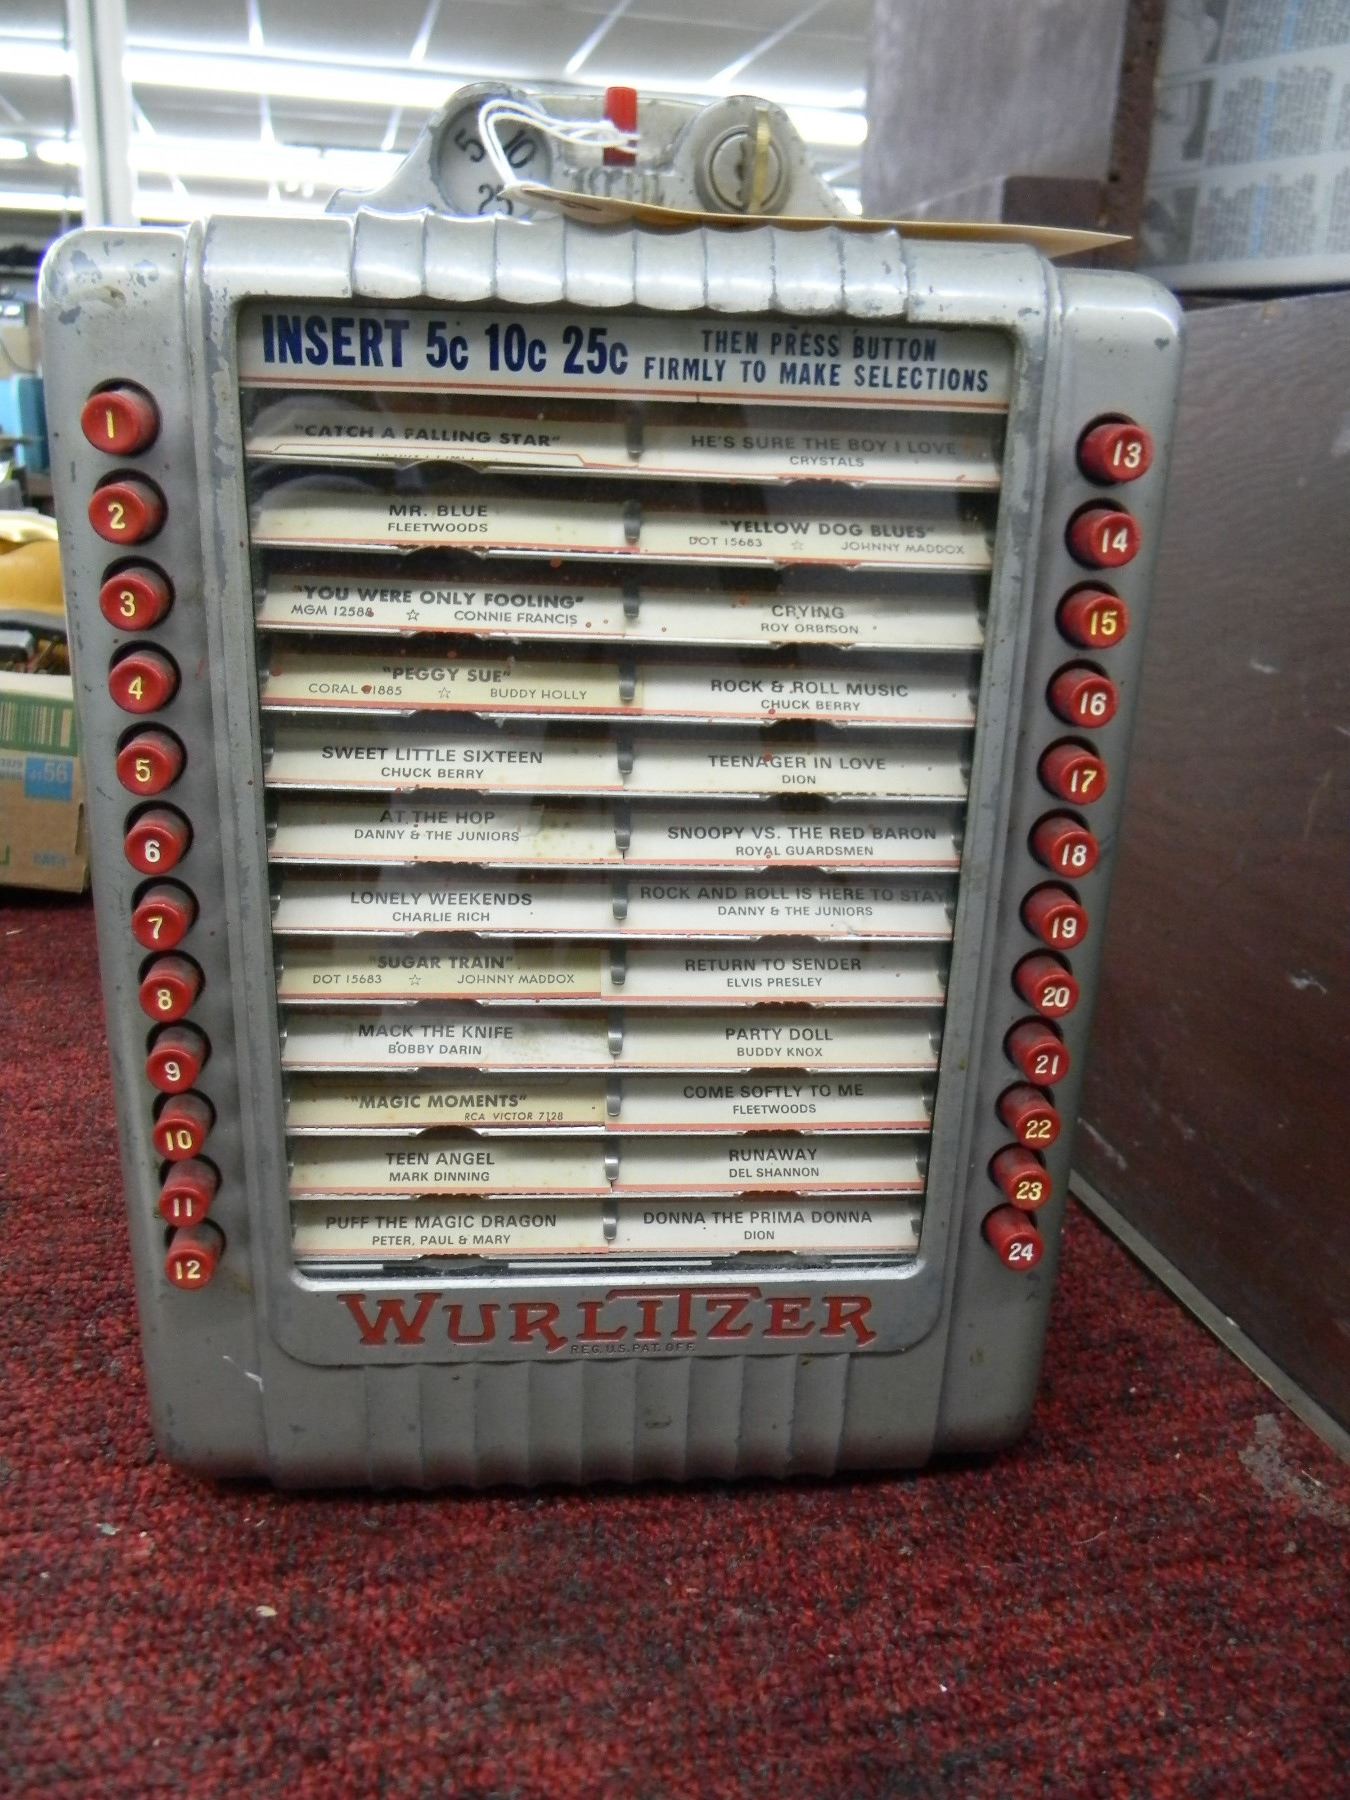 5 10
25
INSERT 5c 10c 25c THEN PRESS BUTTON
FIRMLY TO MAKE SELECTIONS
1
"CATCH A FALLING STAR"
HE'S SURE THE BOY I LOVE
CRYSTALS
13
2
MR. BLUE
FLEETWOODS
"YELLOW DOG BLUES"
DOT 15683 ☆ JOHNNY MADDOX
14
3
"YOU WERE ONLY FOOLING"
MGM 12588 ☆ CONNIE FRANCIS
CRYING
ROY ORBISON
15
4
"PEGGY SUE"
CORAL 61885 ☆ BUDDY HOLLY
ROCK & ROLL MUSIC
CHUCK BERRY
16
5
SWEET LITTLE SIXTEEN
CHUCK BERRY
TEENAGER IN LOVE
DION
17
6
AT THE HOP
DANNY & THE JUNIORS
SNOOPY VS. THE RED BARON
ROYAL GUARDSMEN
18
7
LONELY WEEKENDS
CHARLIE RICH
ROCK AND ROLL IS HERE TO STAY
DANNY & THE JUNIORS
19
8
"SUGAR TRAIN"
DOT 15683 ☆ JOHNNY MADDOX
RETURN TO SENDER
ELVIS PRESLEY
20
9
MACK THE KNIFE
BOBBY DARIN
PARTY DOLL
BUDDY KNOX
21
10
"MAGIC MOMENTS"
RCA VICTOR 7128
COME SOFTLY TO ME
FLEETWOODS
22
11
TEEN ANGEL
MARK DINNING
RUNAWAY
DEL SHANNON
23
12
PUFF THE MAGIC DRAGON
PETER, PAUL & MARY
DONNA THE PRIMA DONNA
DION
24
WURLITZER
REG. U.S. PAT. OFF.
4156